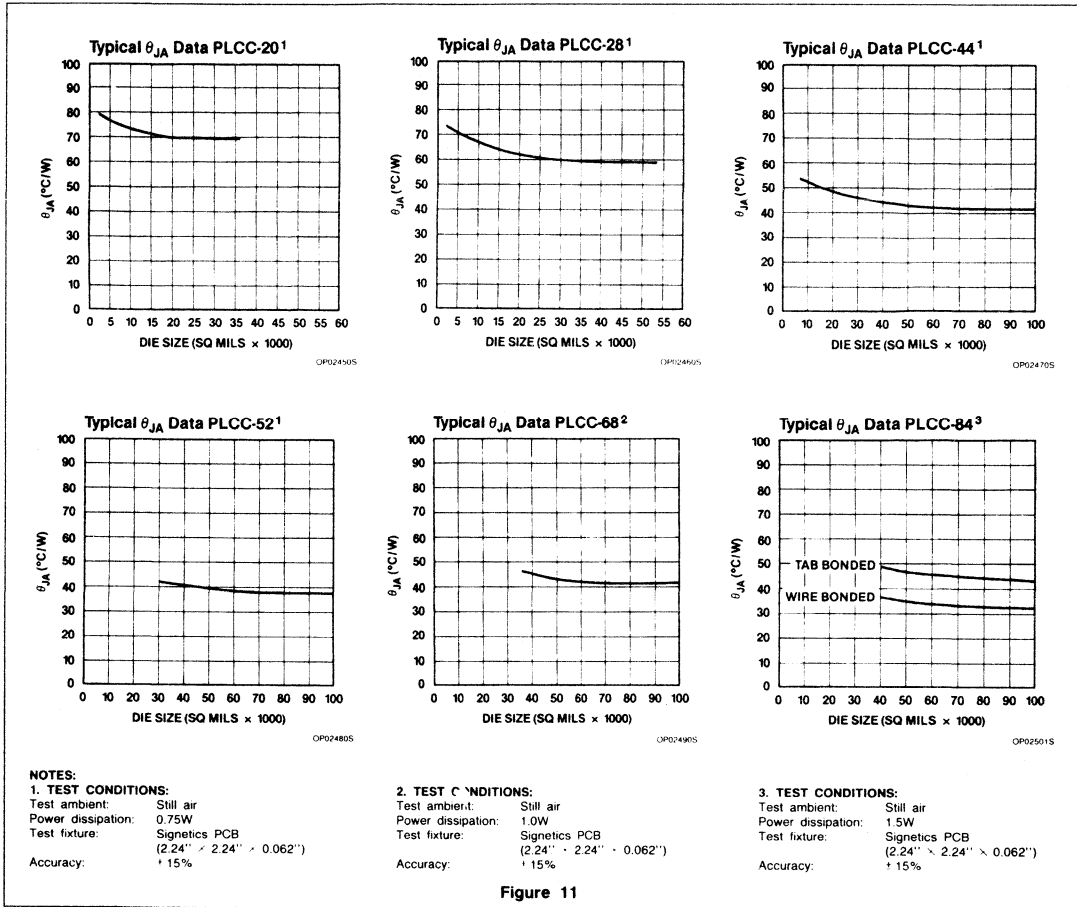 Typical θJA Data PLCC-20¹
100
90
80
70
60
50
40
30
20
10
0
θJA (°C/W)
0 5 10 15 20 25 30 35 40 45 50 55 60
DIE SIZE (SQ MILS × 1000)
OP02450S
Typical θJA Data PLCC-28¹
100
90
80
70
60
50
40
30
20
10
0
θJA (°C/W)
0 5 10 15 20 25 30 35 40 45 50 55 60
DIE SIZE (SQ MILS × 1000)
OP02460S
Typical θJA Data PLCC-44¹
100
90
80
70
60
50
40
30
20
10
0
θJA (°C/W)
0 10 20 30 40 50 60 70 80 90 100
DIE SIZE (SQ MILS × 1000)
OP02470S
Typical θJA Data PLCC-52¹
100
90
80
70
60
50
40
30
20
10
0
θJA (°C/W)
0 10 20 30 40 50 60 70 80 90 100
DIE SIZE (SQ MILS × 1000)
OP02480S
Typical θJA Data PLCC-68²
100
90
80
70
60
50
40
30
20
10
0
θJA (°C/W)
0 10 20 30 40 50 60 70 80 90 100
DIE SIZE (SQ MILS × 1000)
OP02490S
Typical θJA Data PLCC-84³
100
90
80
70
60
50
40
30
20
10
0
θJA (°C/W)
TAB BONDED
WIRE BONDED
0 10 20 30 40 50 60 70 80 90 100
DIE SIZE (SQ MILS × 1000)
OP02501S
NOTES:
1. TEST CONDITIONS:
Test ambient: Still air
Power dissipation: 0.75W
Test fixture: Signetics PCB
(2.24'' × 2.24'' × 0.062'')
Accuracy: ±15%
2. TEST CONDITIONS:
Test ambient: Still air
Power dissipation: 1.0W
Test fixture: Signetics PCB
(2.24'' × 2.24'' × 0.062'')
Accuracy: ±15%
3. TEST CONDITIONS:
Test ambient: Still air
Power dissipation: 1.5W
Test fixture: Signetics PCB
(2.24'' × 2.24'' × 0.062'')
Accuracy: ±15%
Figure 11